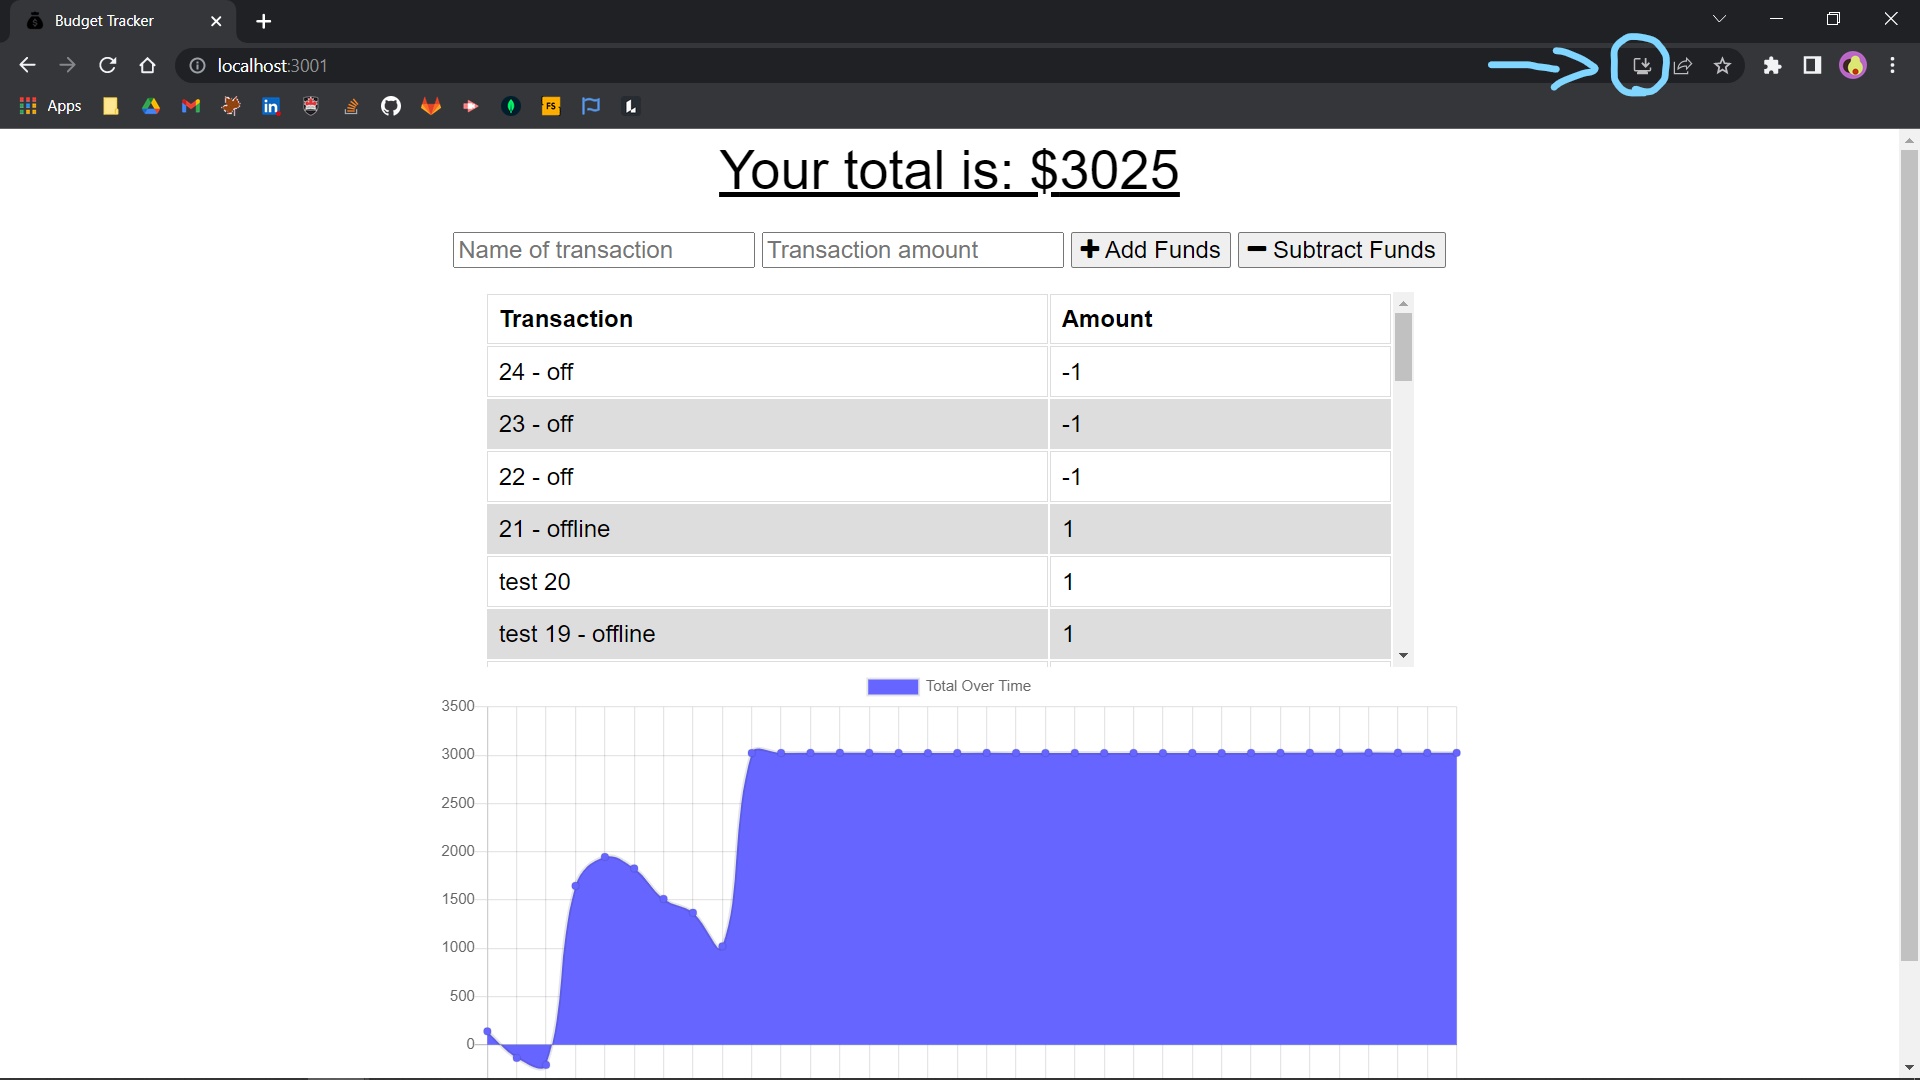 Budget Tracker
localhost:3001
Apps
in
FS
Your total is: $3025
Name of transaction Transaction amount Add Funds Subtract Funds
Transaction Amount
24 - off -1
23 - off -1
22 - off -1
21 - offline 1
test 20 1
test 19 - offline 1
Total Over Time
3500
3000
2500
2000
1500
1000
500
0